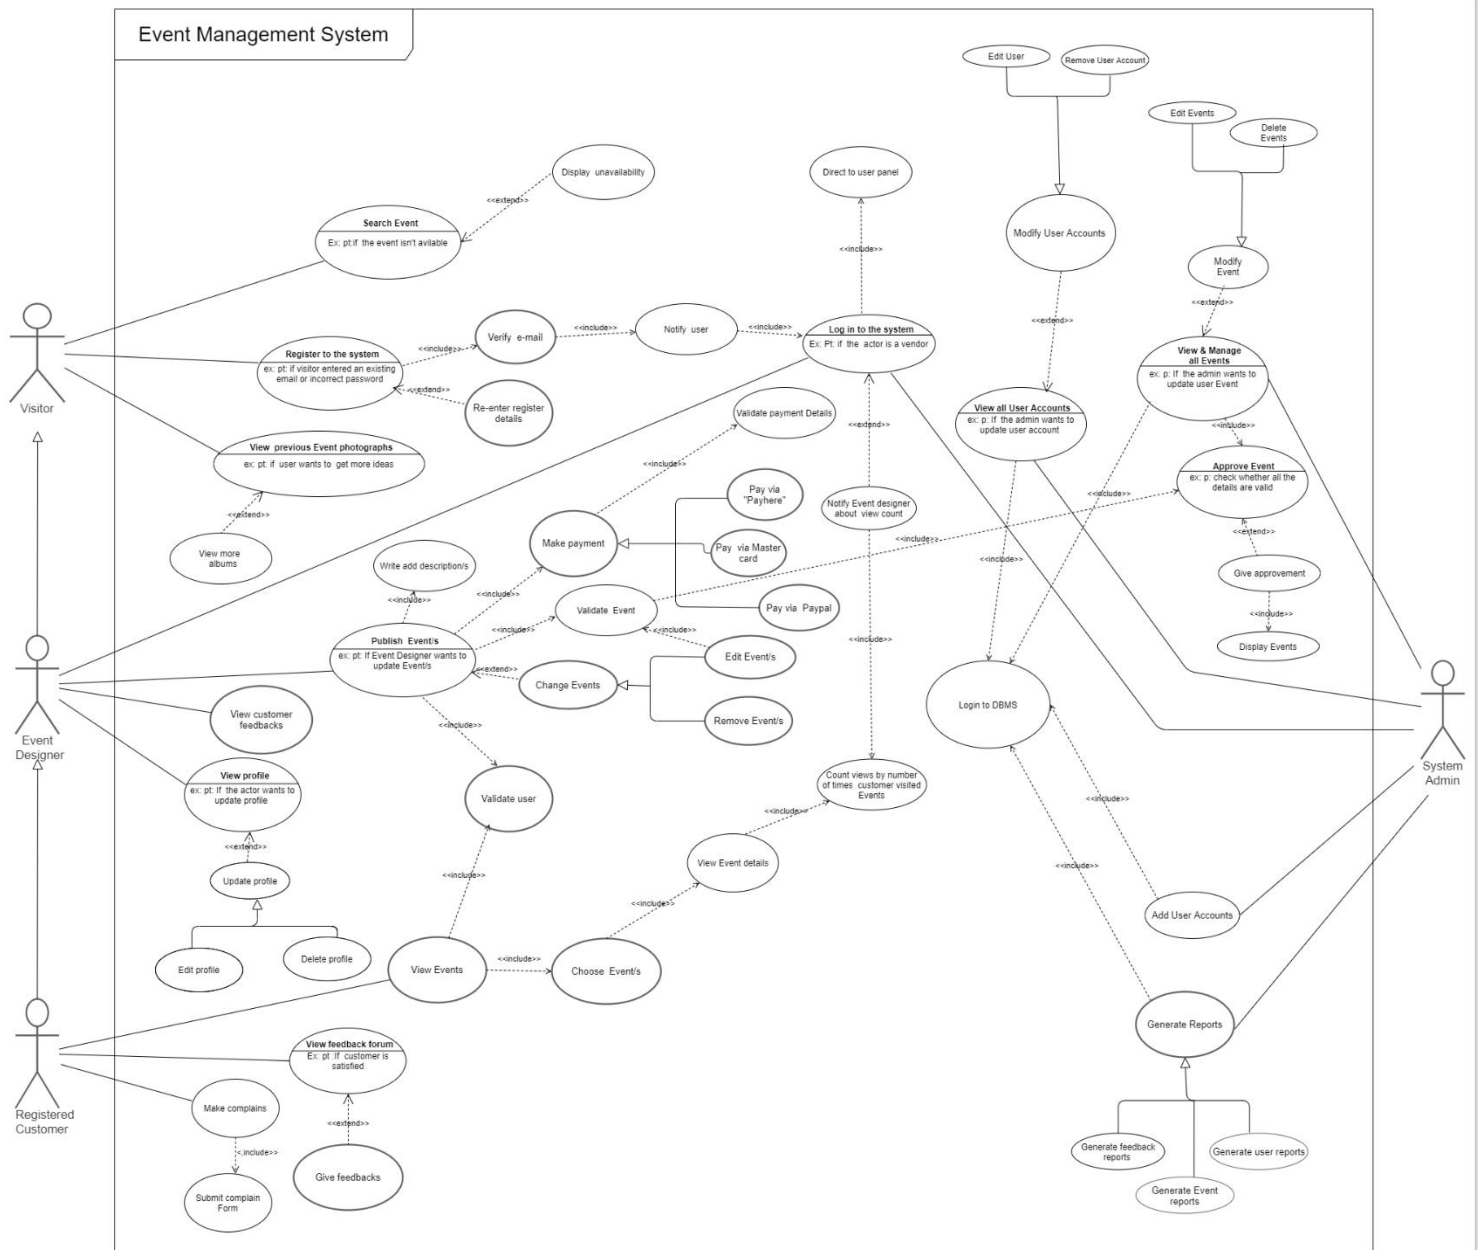 Event Management System
Edit User
Remove User Account
Edit Events
Delete
Events
Display unavailability
Direct to user panel
<<extend>>
Search Event
Ex: pt:if the event isn't avilable
Modify User Accounts
<<include>>
Modify
Event
<<extend>>
Visitor
Register to the system
ex: pt: if visitor entered an existing
email or incorrect password
<<include>>
Verify e-mail
<<include>>
Notify user
<<include>>
Log in to the system
Ex: Pt: if the actor is a vendor
<<extend>>
View & Manage
all Events
ex: p: If the admin wants to
update user Event
<<extend>>
Re-enter register
details
Validate payment Details
View all User Accounts
ex: p: If the admin wants to
update user account
<<extend>>
<<include>>
View previous Event photographs
ex: pt: if user wants to get more ideas
<<include>>
Approve Event
ex: p: check whether all the
details are valid
<<extend>>
View more
albums
Pay via
"Payhere"
Notify Event designer
about view count
<<include>>
Make payment
Pay via Master
card
<<include>>
<<include>>
<<extend>>
Write add description/s
Give approvement
<<include>>
<<include>>
Validate Event
Pay via Paypal
<<include>>
Publish Event/s
ex: pt: If Event Designer wants to
update Event/s
<<include>>
<<include>>
<<include>>
Display Events
Edit Event/s
<<extend>>
Change Events
Event
Designer
View customer
feedbacks
<<include>>
Remove Event/s
Login to DBMS
System
Admin
View profile
ex: pt: If the actor wants to
update profile
Validate user
Count views by number
of times customer visited
Events
<<include>>
<<include>>
<<extend>>
Update profile
<<include>>
View Event details
<<include>>
<<include>>
Add User Accounts
Edit profile
Delete profile
View Events
<<include>>
Choose Event/s
Generate Reports
View feedback forum
Ex: pt :If customer is
satisfied
Registered
Customer
Make complains
<<extend>>
<.include>>
Give feedbacks
Submit complain
Form
Generate feedback
reports
Generate user reports
Generate Event
reports